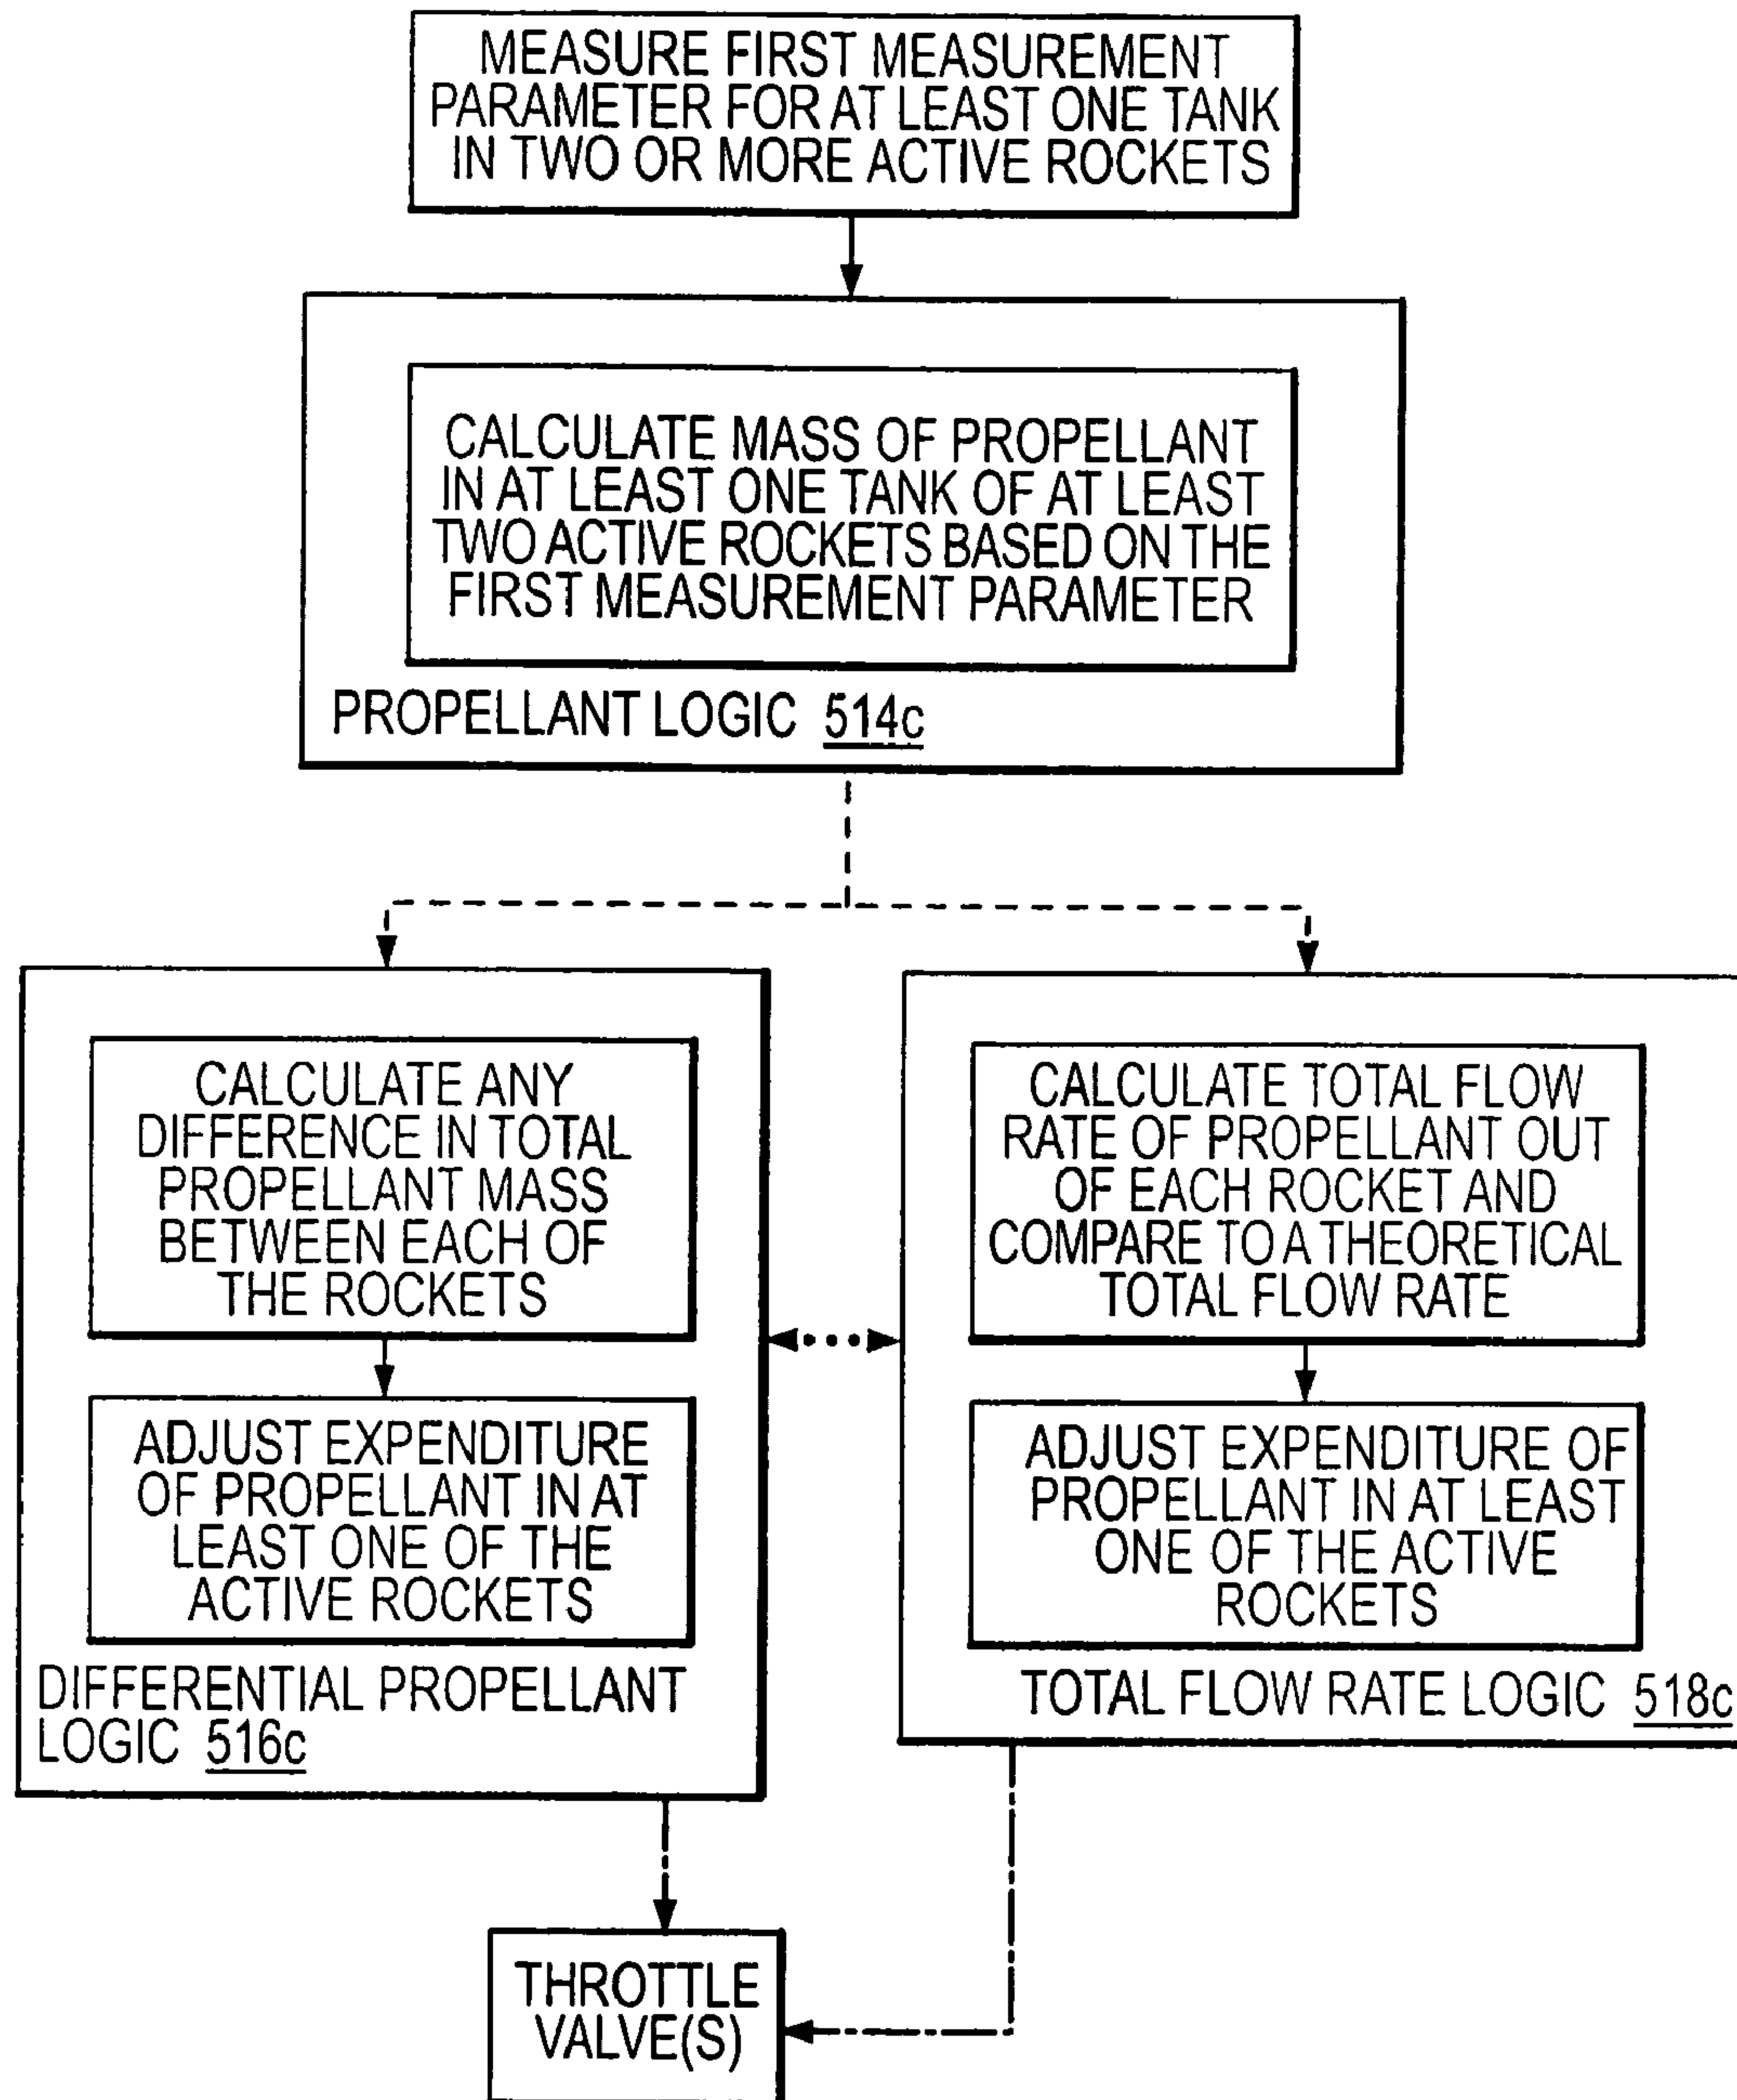 MEASURE FIRST MEASUREMENT
PARAMETER FOR AT LEAST ONE TANK
IN TWO OR MORE ACTIVE ROCKETS
CALCULATE MASS OF PROPELLANT
IN AT LEAST ONE TANK OF AT LEAST
TWO ACTIVE ROCKETS BASED ON THE
FIRST MEASUREMENT PARAMETER
PROPELLANT LOGIC 514c
CALCULATE ANY
DIFFERENCE IN TOTAL
PROPELLANT MASS
BETWEEN EACH OF
THE ROCKETS
ADJUST EXPENDITURE
OF PROPELLANT IN AT
LEAST ONE OF THE
ACTIVE ROCKETS
DIFFERENTIAL PROPELLANT
LOGIC 516c
CALCULATE TOTAL FLOW
RATE OF PROPELLANT OUT
OF EACH ROCKET AND
COMPARE TO A THEORETICAL
TOTAL FLOW RATE
ADJUST EXPENDITURE OF
PROPELLANT IN AT LEAST
ONE OF THE ACTIVE
ROCKETS
TOTAL FLOW RATE LOGIC 518c
THROTTLE
VALVE(S)